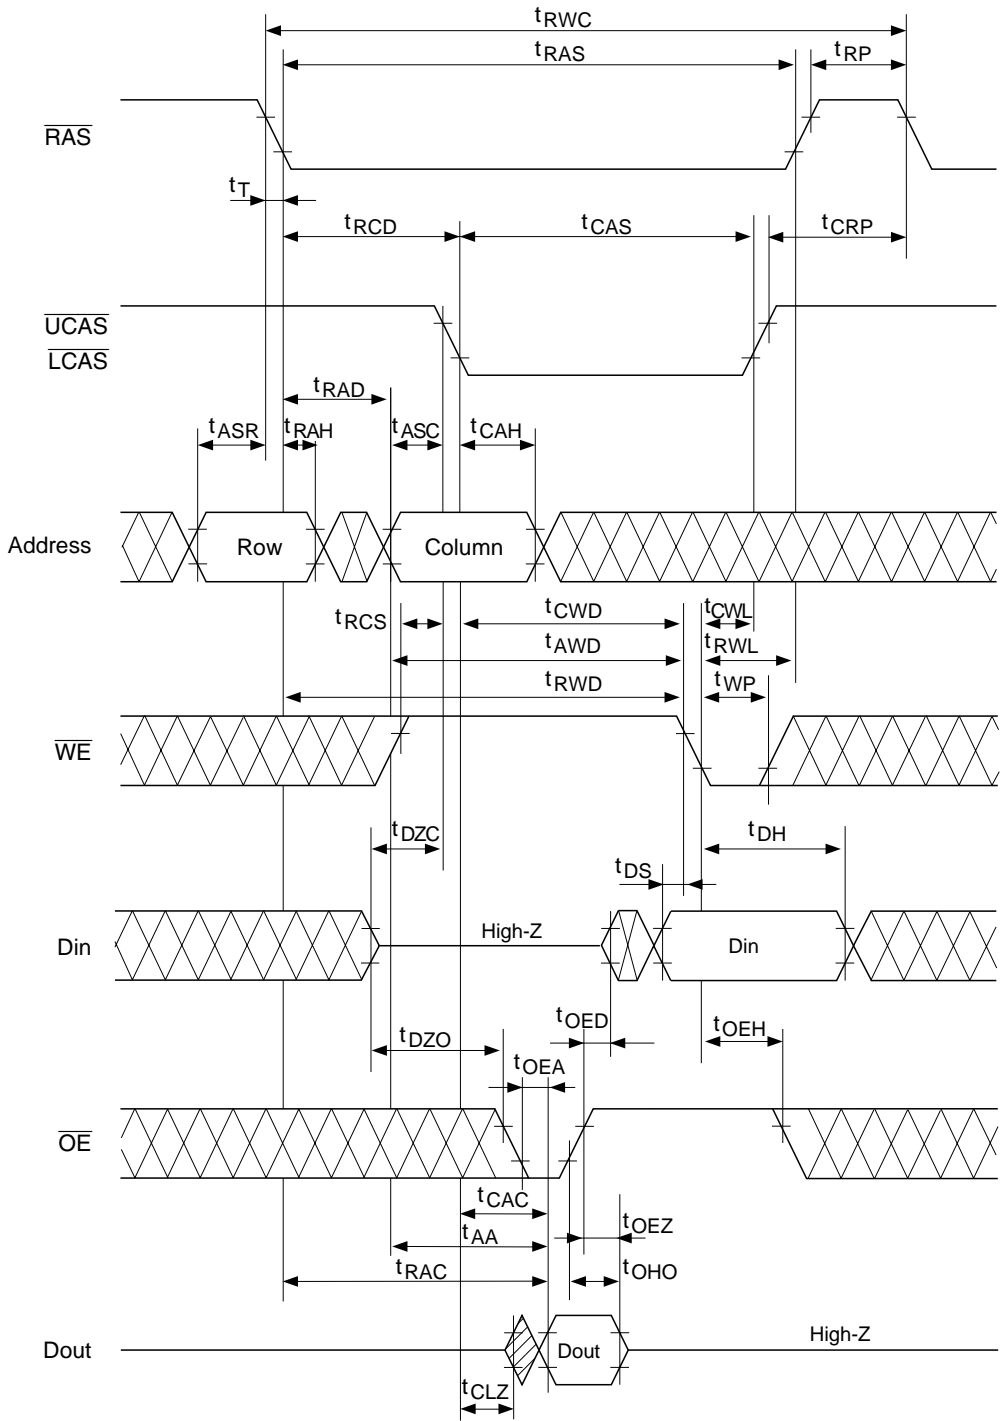 tRWC
tRAS
tRP
RAS
tT
tRCD
tCAS
tCRP
UCAS
LCAS
tRAD
tASR
tRAH
tASC
tCAH
Address
Row
Column
tRCS
tCWD
tCWL
tAWD
tRWL
tRWD
tWP
WE
tDZC
tDH
tDS
Din
High-Z
Din
tOED
tOEH
tDZO
tOEA
OE
tCAC
tOEZ
tAA
tRAC
tOHO
Dout
Dout
High-Z
tCLZ